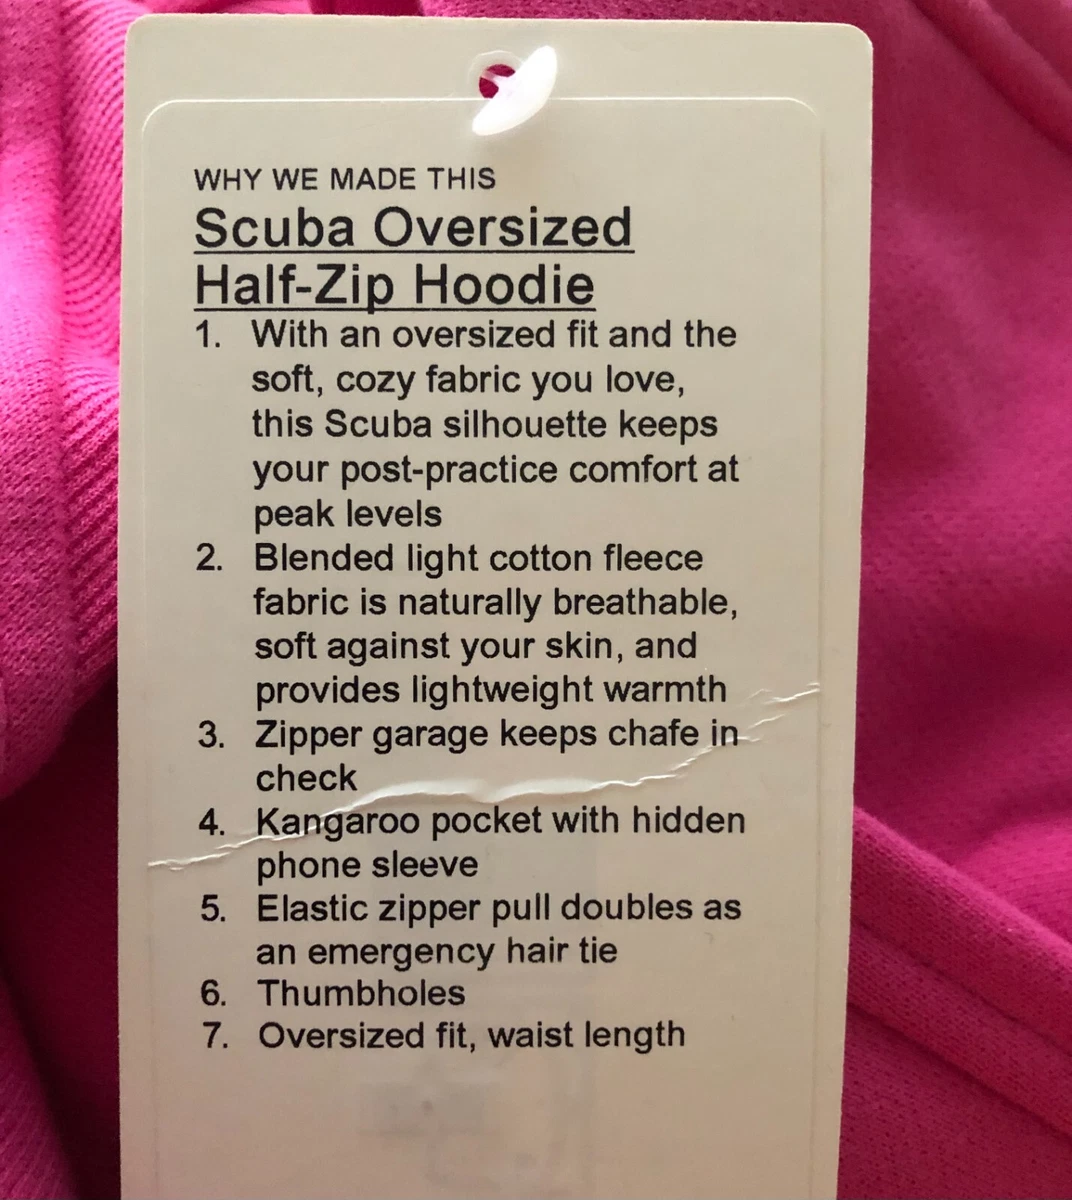 WHY WE MADE THIS
Scuba Oversized
Half-Zip Hoodie
1. With an oversized fit and the
soft, cozy fabric you love,
this Scuba silhouette keeps
your post-practice comfort at
peak levels
2. Blended light cotton fleece
fabric is naturally breathable,
soft against your skin, and
provides lightweight warmth
3. Zipper garage keeps chafe in
check
4. Kangaroo pocket with hidden
phone sleeve
5. Elastic zipper pull doubles as
an emergency hair tie
6. Thumbholes
7. Oversized fit, waist length